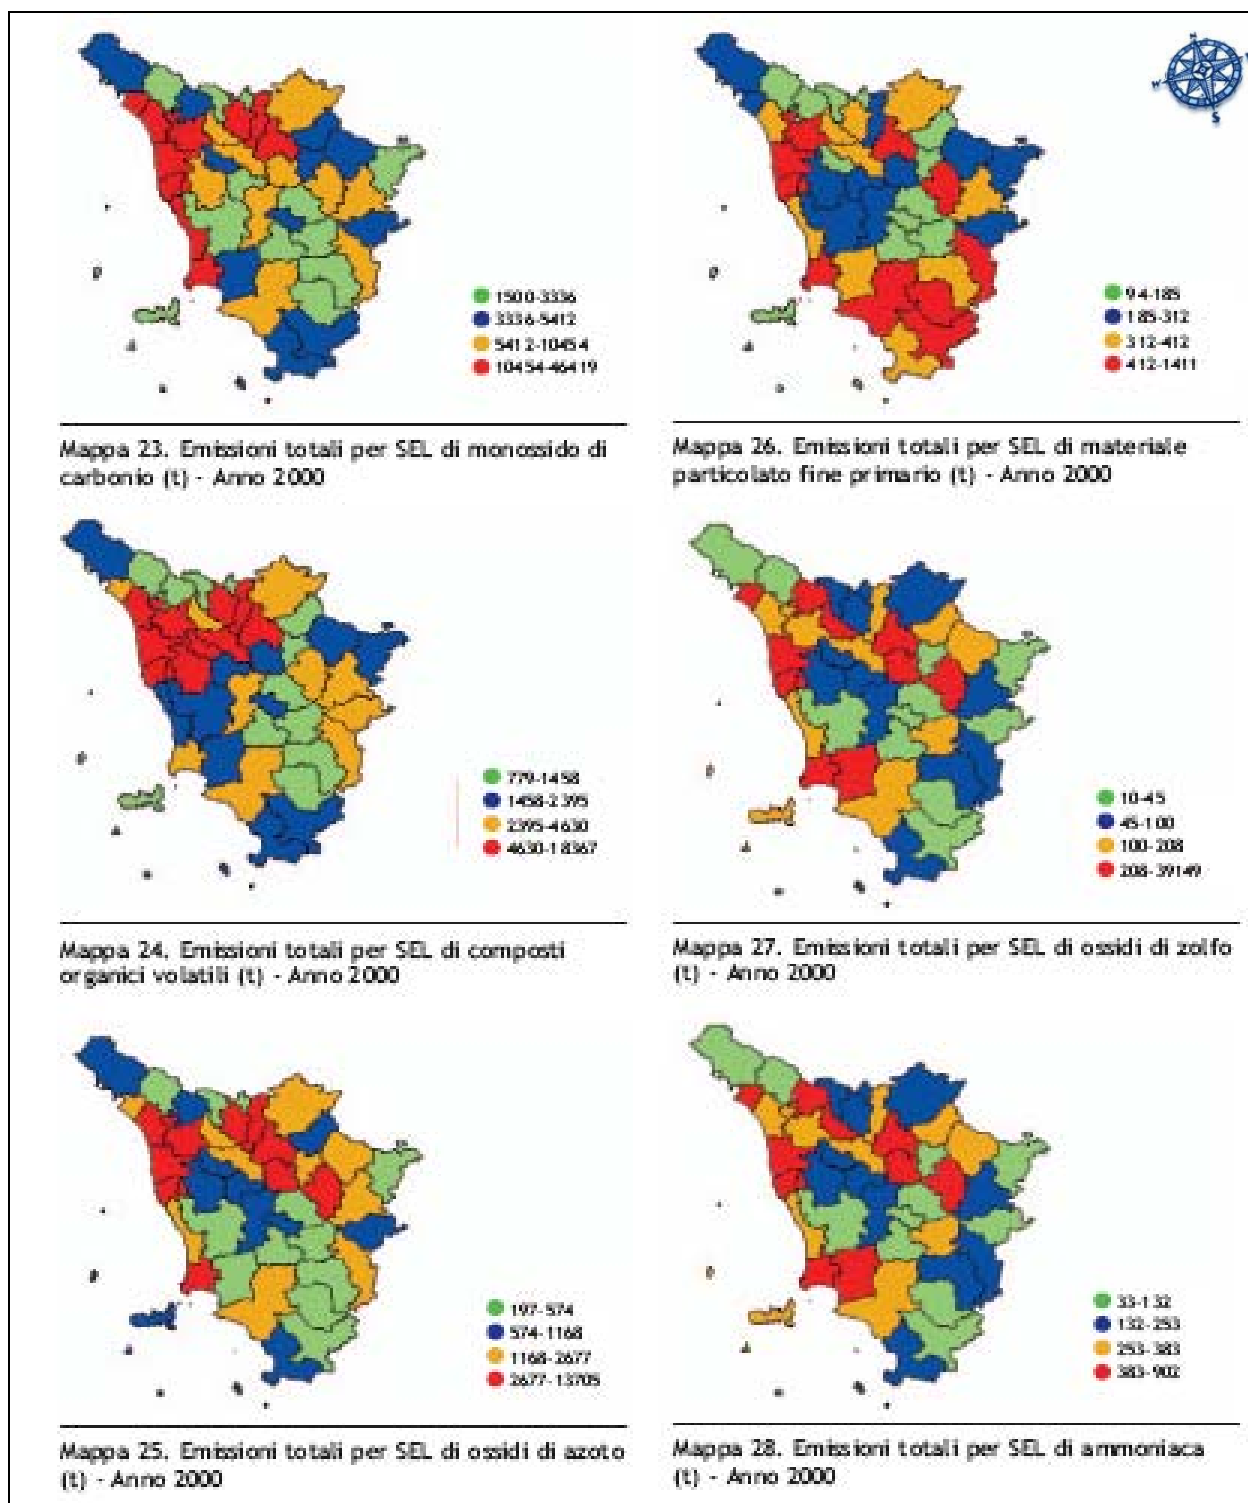 N
W
S
1500-3336
3336-5412
5412-10454
10454-46419
Mappa 23. Emissioni totali per SEL di monossido di
carbonio (t) - Anno 2000
94-185
185-312
312-412
412-1411
Mappa 26. Emissioni totali per SEL di materiale
particolato fine primario (t) - Anno 2000
779-1458
1458-2395
2395-4630
4630-18367
Mappa 24. Emissioni totali per SEL di composti
organici volatili (t) - Anno 2000
10-45
45-100
100-208
208-39149
Mappa 27. Emissioni totali per SEL di ossidi di zolfo
(t) - Anno 2000
197-574
574-1168
1168-2677
2677-13705
Mappa 25. Emissioni totali per SEL di ossidi di azoto
(t) - Anno 2000
33-132
132-253
253-383
383-902
Mappa 28. Emissioni totali per SEL di ammoniaca
(t) - Anno 2000